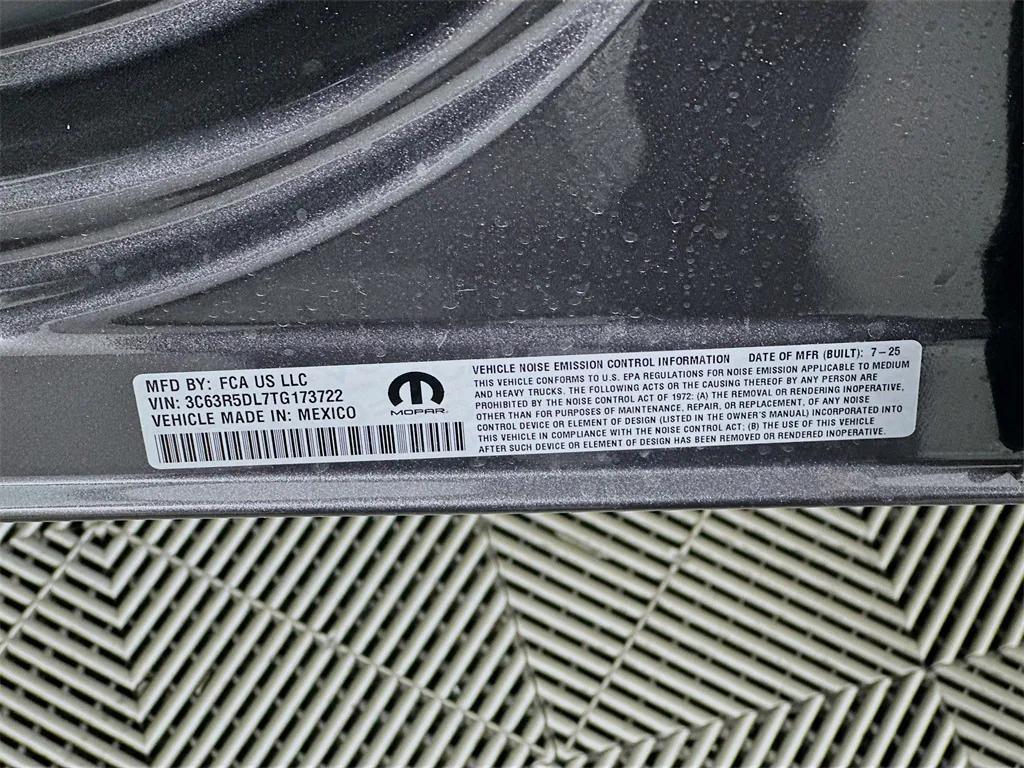 MFD BY: FCA US LLC
VIN: 3C63R5DL7TG173722
VEHICLE MADE IN: MEXICO
MOPAR.
VEHICLE NOISE EMISSION CONTROL INFORMATION DATE OF MFR (BUILT): 7-25
THIS VEHICLE CONFORMS TO U.S. EPA REGULATIONS FOR NOISE EMISSION APPLICABLE TO MEDIUM
AND HEAVY TRUCKS. THE FOLLOWING ACTS OR THE CAUSING THEREOF BY ANY PERSON ARE
PROHIBITED BY THE NOISE CONTROL ACT OF 1972: (A) THE REMOVAL OR RENDERING INOPERATIVE,
OTHER THAN FOR PURPOSES OF MAINTENANCE, REPAIR, OR REPLACEMENT, OF ANY NOISE
CONTROL DEVICE OR ELEMENT OF DESIGN (LISTED IN THE OWNER'S MANUAL) INCORPORATED INTO
THIS VEHICLE IN COMPLIANCE WITH THE NOISE CONTROL ACT; (B) THE USE OF THIS VEHICLE
AFTER SUCH DEVICE OR ELEMENT OF DESIGN HAS BEEN REMOVED OR RENDERED INOPERATIVE.